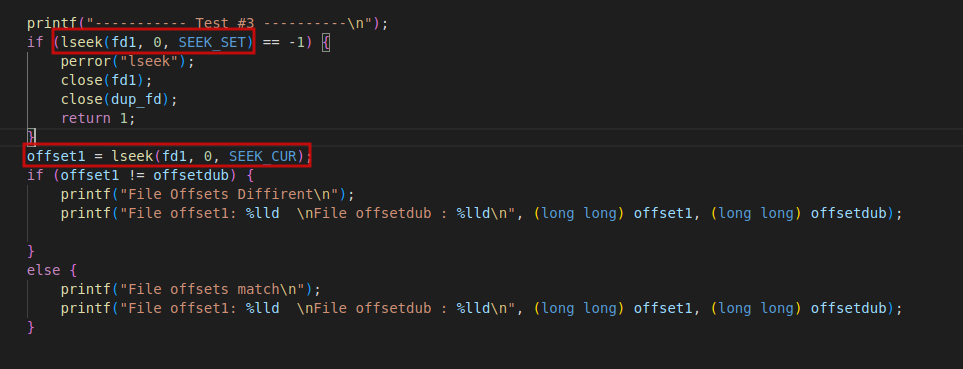 printf("----------- Test #3 ----------\n");
if (lseek(fd1, 0, SEEK_SET) == -1) {
perror("lseek");
close(fd1);
close(dup_fd);
return 1;
}
offset1 = lseek(fd1, 0, SEEK_CUR);
if (offset1 != offsetdub) {
printf("File Offsets Diffirent\n");
printf("File offset1: %lld  \nFile offsetdub : %lld\n", (long long) offset1, (long long) offsetdub);
}
else {
printf("File offsets match\n");
printf("File offset1: %lld  \nFile offsetdub : %lld\n", (long long) offset1, (long long) offsetdub);
}